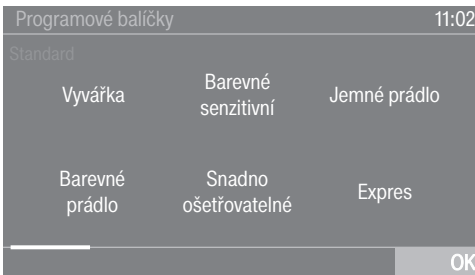 Programové balíčky 11:02
Standard
Vyvářka
Barevné
senzitivní
Jemné prádlo
Barevné
prádlo
Snadno
ošetřovatelné
Expres
OK